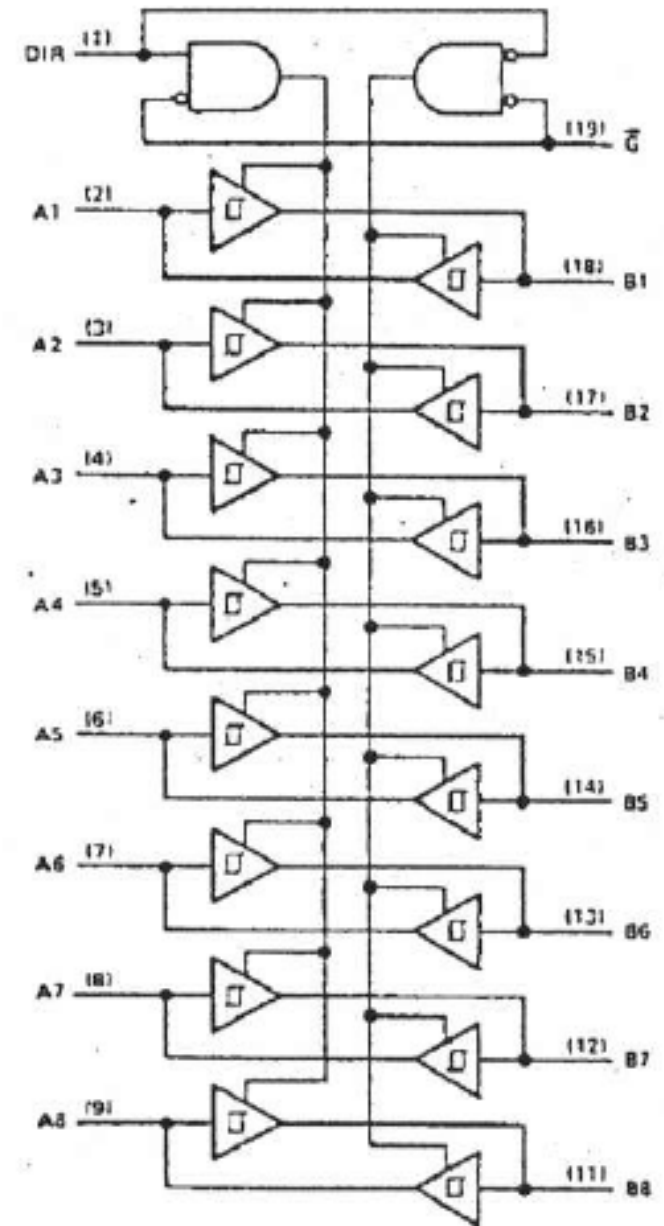 DIR (1)
(19) G̅
A1 (2)
(18) B1
A2 (3)
(17) B2
A3 (4)
(16) B3
A4 (5)
(15) B4
A5 (6)
(14) B5
A6 (7)
(13) B6
A7 (8)
(12) B7
A8 (9)
(11) B8